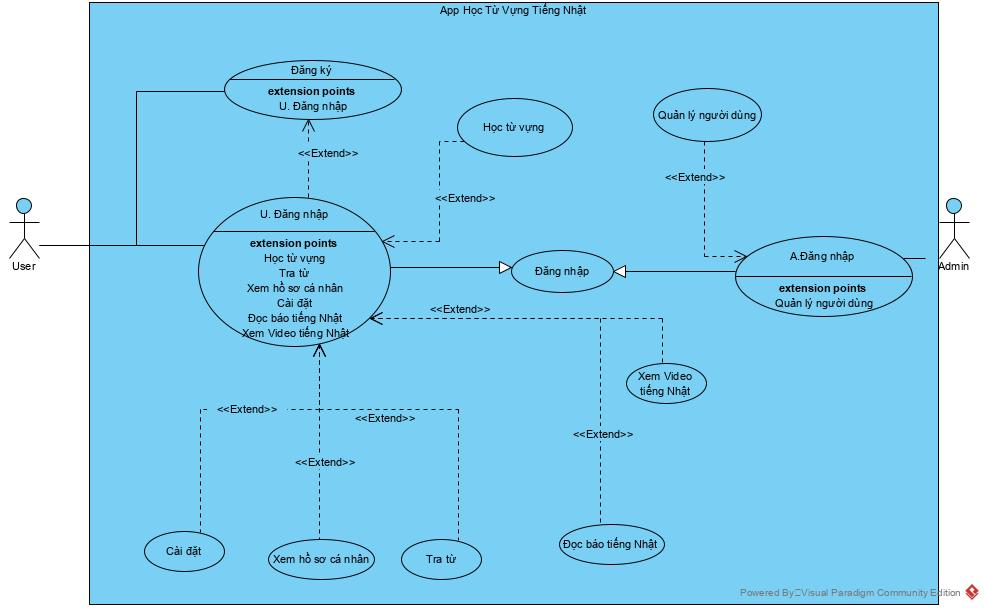 App Học Từ Vựng Tiếng Nhật
Đăng ký
extension points
U. Đăng nhập
<<Extend>>
Học từ vựng
<<Extend>>
Quản lý người dùng
<<Extend>>
User
U. Đăng nhập
extension points
Học từ vựng
Tra từ
Xem hồ sơ cá nhân
Cài đặt
Đọc báo tiếng Nhật
Xem Video tiếng Nhật
Đăng nhập
A.Đăng nhập
extension points
Quản lý người dùng
Admin
<<Extend>>
Xem Video
tiếng Nhật
<<Extend>>
<<Extend>>
<<Extend>>
<<Extend>>
Cài đặt
Xem hồ sơ cá nhân
Tra từ
Đọc báo tiếng Nhật
Powered By Visual Paradigm Community Edition